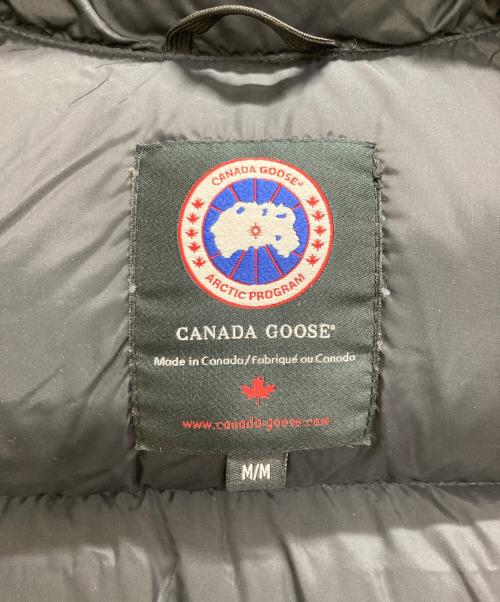 CANADA GOOSE®
ARCTIC PROGRAM
CANADA GOOSE®
Made in Canada/Fabriqué au Canada
www.canada-goose.com
M/M